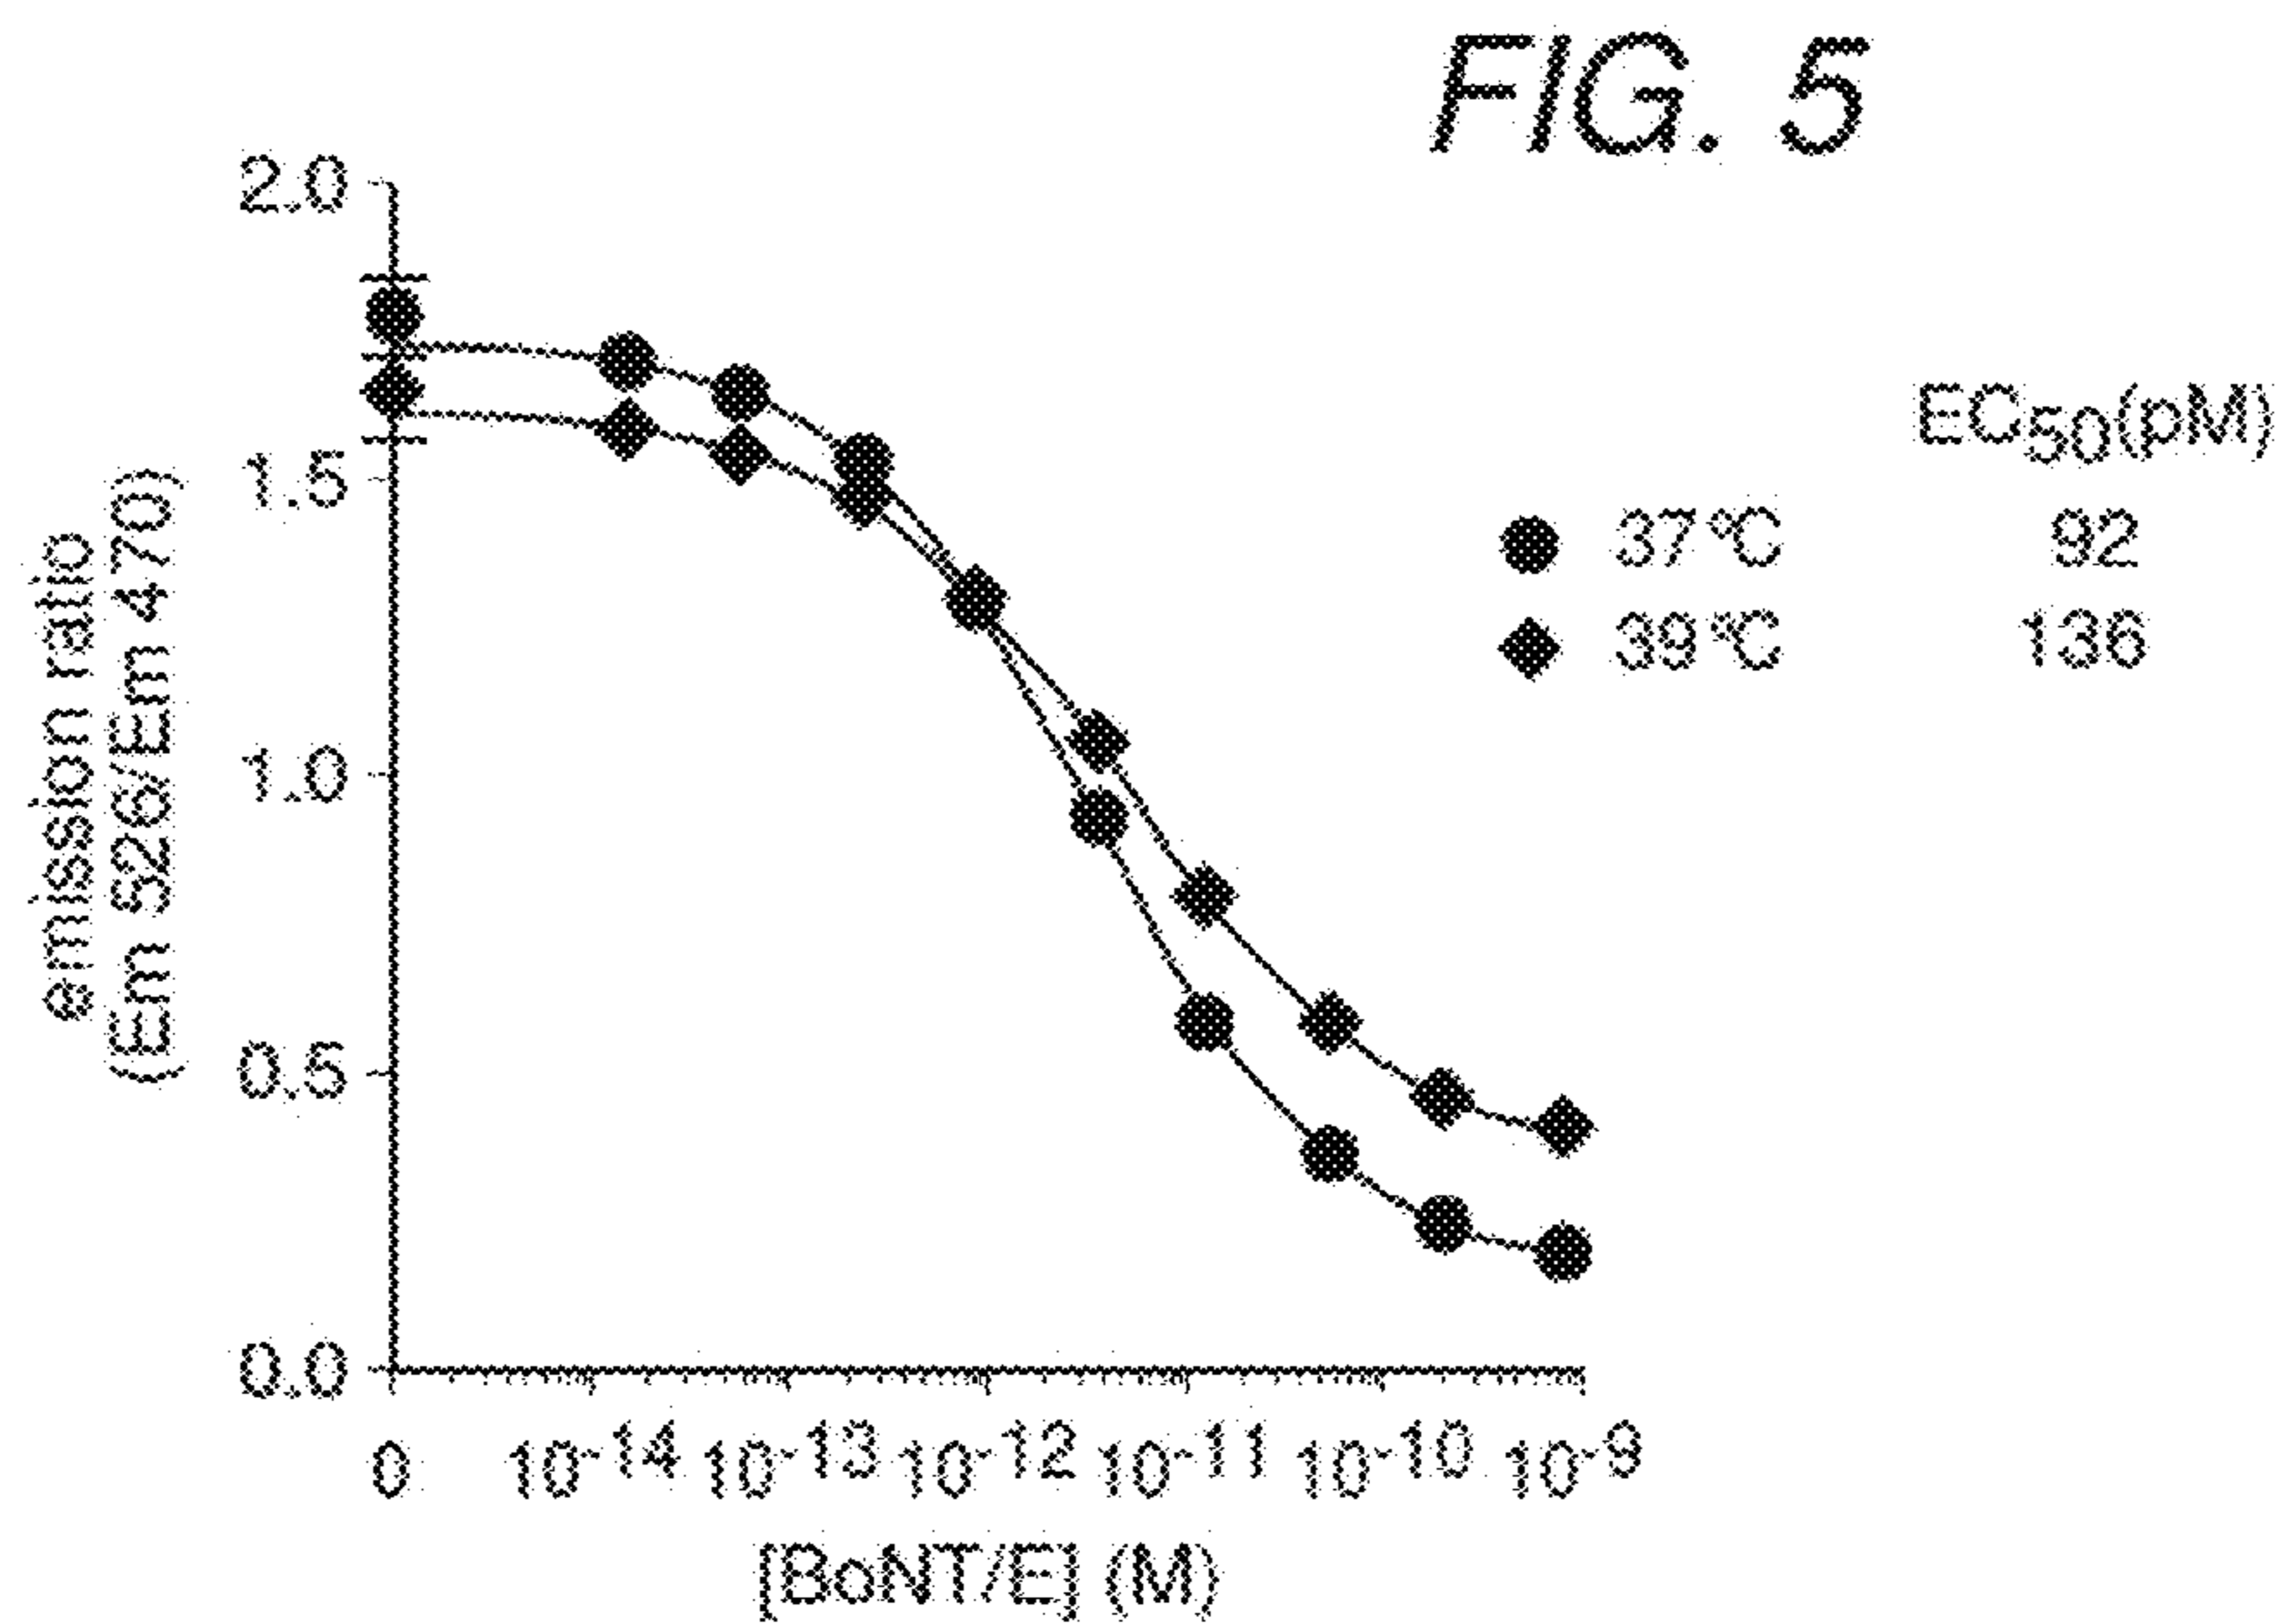 FIG. 5
2.0
1.5
1.0
0.5
0.0
emission ratio
(Em 526/Em 470)
EC50(pM)
37°C 92
39°C 136
0 10-14 10-13 10-12 10-11 10-10 10-9
[BoNT/E] (M)